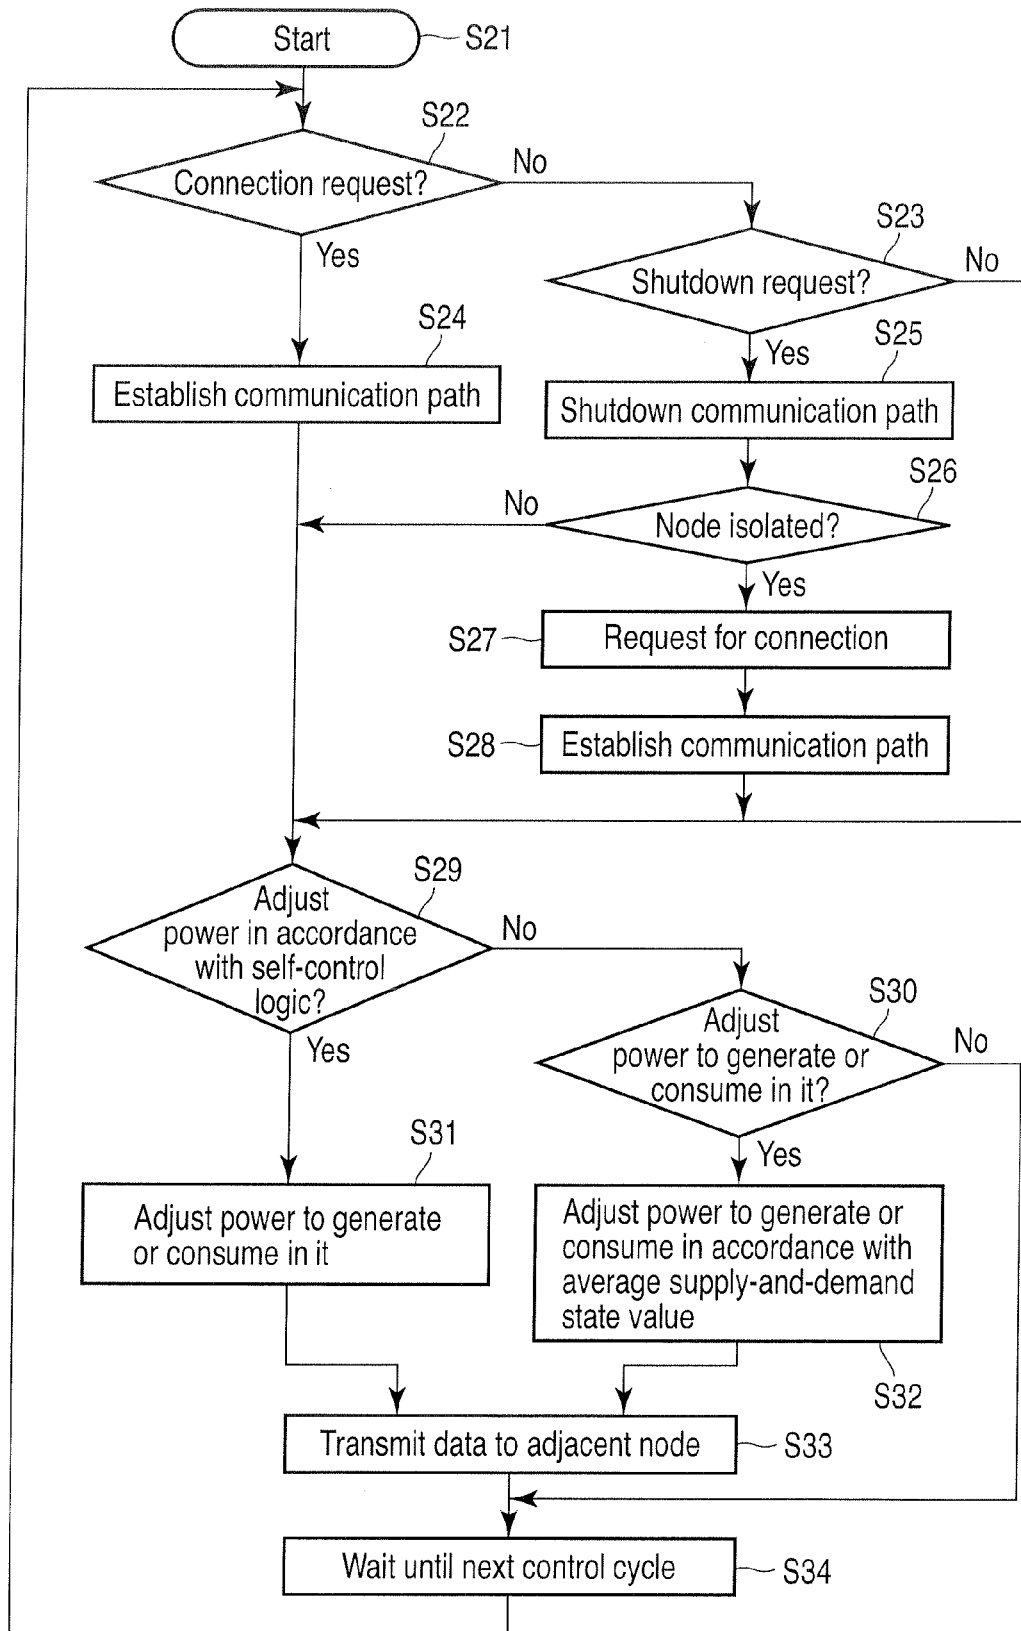 Start
S21
S22
Connection request?
No
Yes
S23
Shutdown request?
No
Yes
S24
Establish communication path
S25
Shutdown communication path
S26
Node isolated?
No
Yes
S27
Request for connection
S28
Establish communication path
S29
Adjust
power in accordance
with self-control
logic?
No
Yes
S30
Adjust
power to generate or
consume in it?
No
Yes
S31
Adjust power to generate
or consume in it
Adjust power to generate or
consume in accordance with
average supply-and-demand
state value
S32
Transmit data to adjacent node
S33
Wait until next control cycle
S34